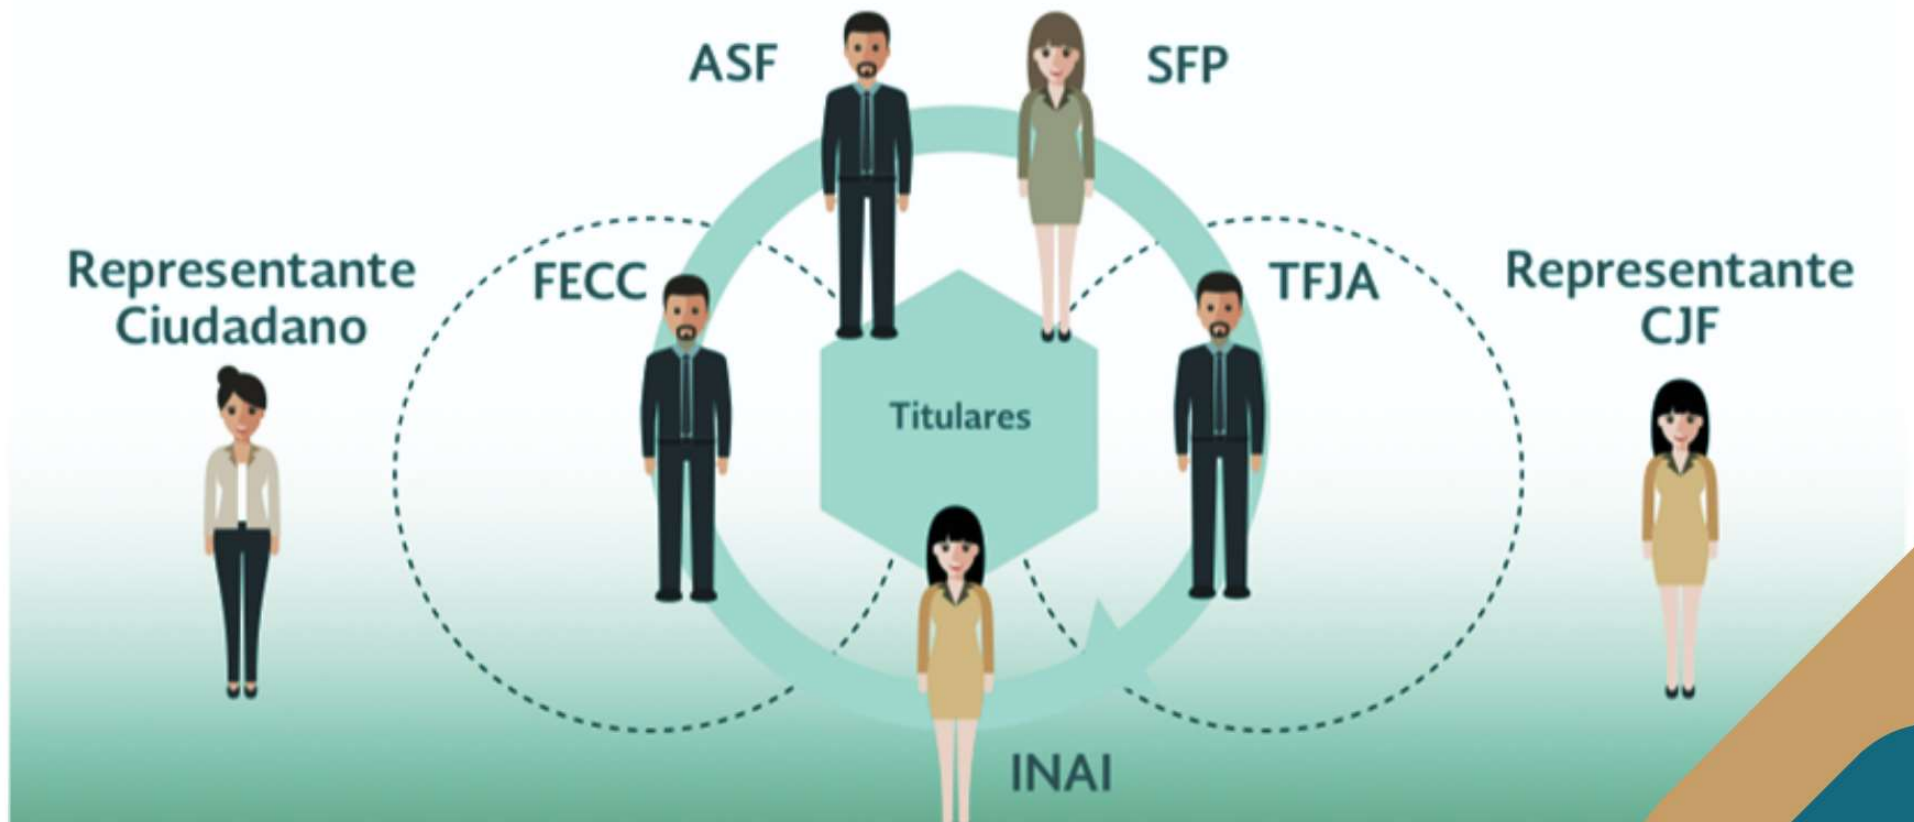 ASF
SFP
Representante
Ciudadano
FECC
TFJA
Representante
CJF
Titulares
INAI